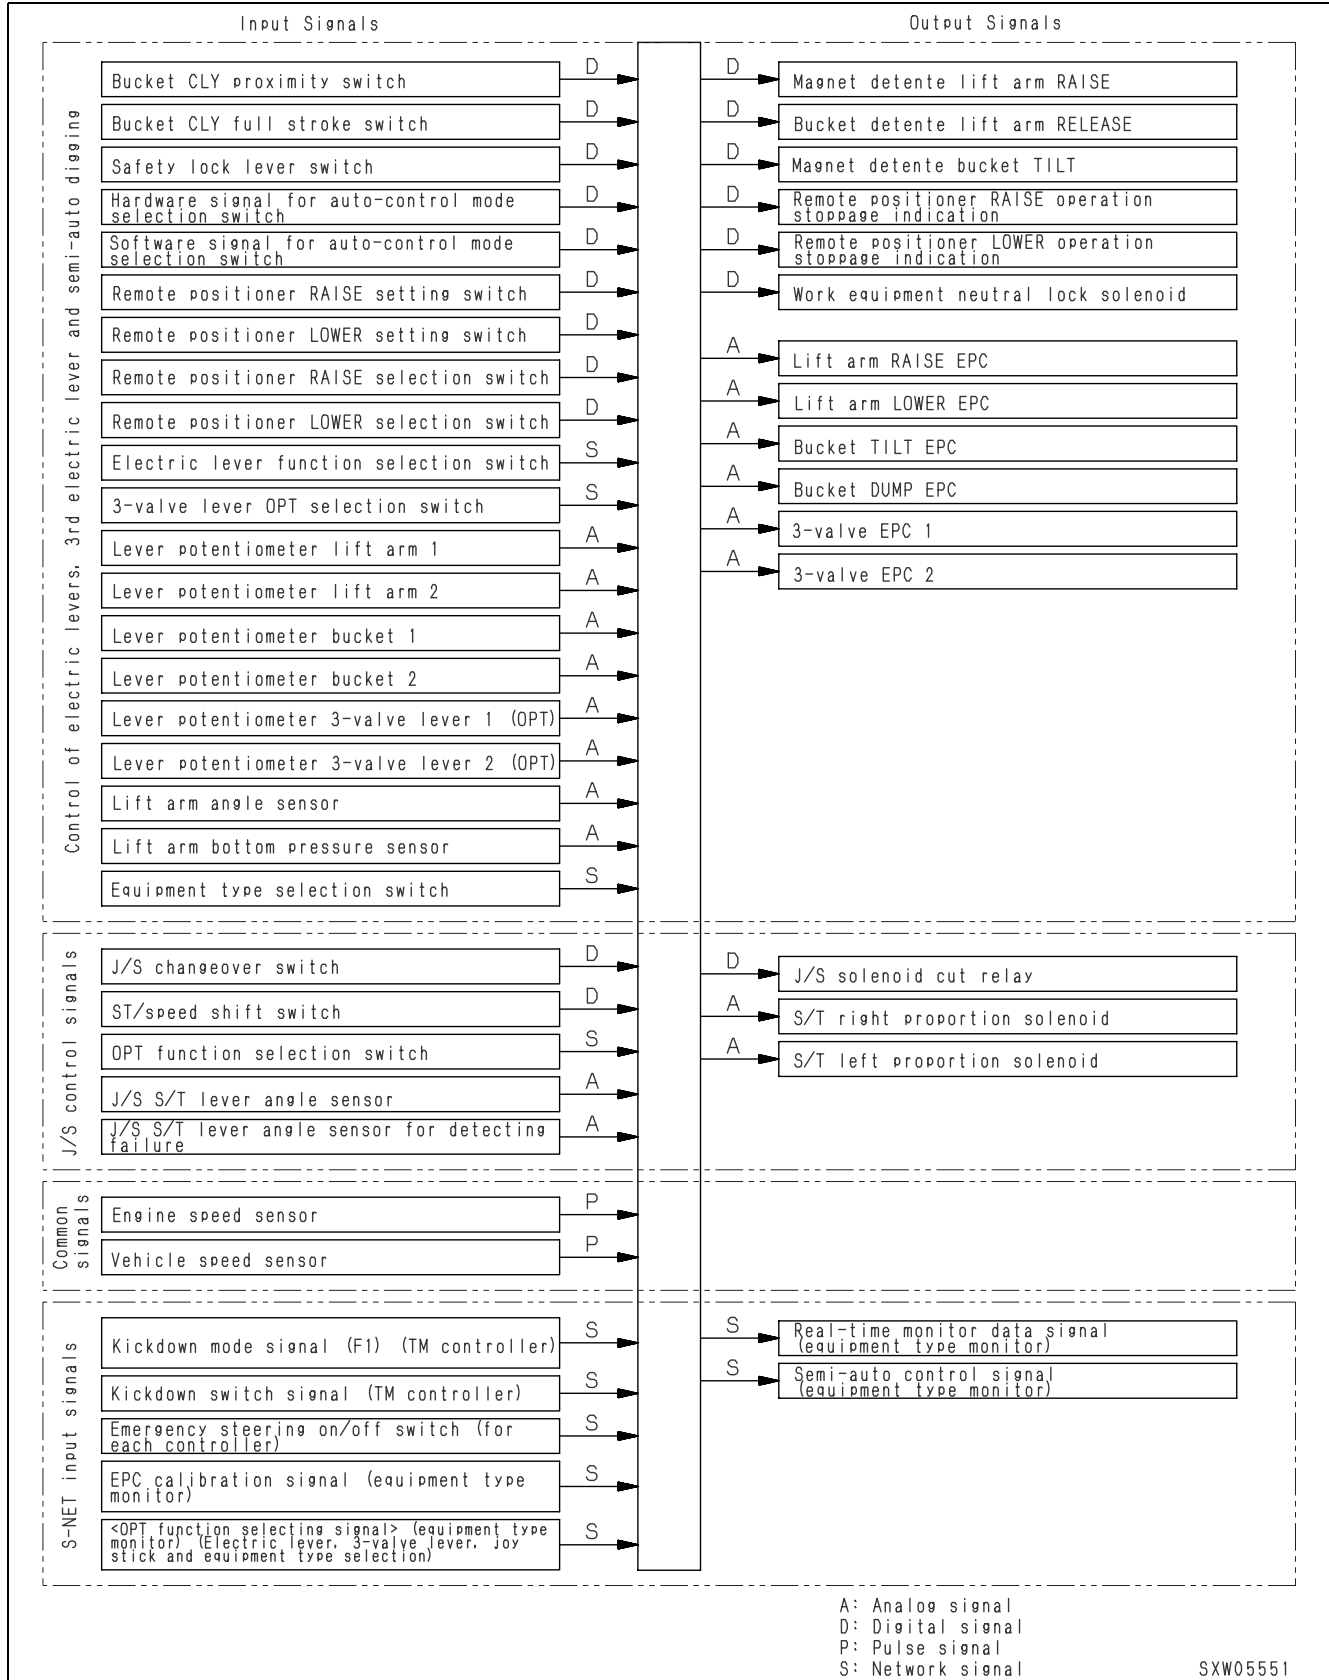 Input Signals
Output Signals
Control of electric levers, 3rd electric lever and semi-auto digging
Bucket CLY proximity switch
D
Bucket CLY full stroke switch
D
Safety lock lever switch
D
Hardware signal for auto-control mode
selection switch
D
Software signal for auto-control mode
selection switch
D
Remote positioner RAISE setting switch
D
Remote positioner LOWER setting switch
D
Remote positioner RAISE selection switch
D
Remote positioner LOWER selection switch
D
Electric lever function selection switch
S
3-valve lever OPT selection switch
S
Lever potentiometer lift arm 1
A
Lever potentiometer lift arm 2
A
Lever potentiometer bucket 1
A
Lever potentiometer bucket 2
A
Lever potentiometer 3-valve lever 1 (OPT)
A
Lever potentiometer 3-valve lever 2 (OPT)
A
Lift arm angle sensor
A
Lift arm bottom pressure sensor
A
Equipment type selection switch
S
D
Magnet detente lift arm RAISE
D
Bucket detente lift arm RELEASE
D
Magnet detente bucket TILT
D
Remote positioner RAISE operation
stoppage indication
D
Remote positioner LOWER operation
stoppage indication
D
Work equipment neutral lock solenoid
A
Lift arm RAISE EPC
A
Lift arm LOWER EPC
A
Bucket TILT EPC
A
Bucket DUMP EPC
A
3-valve EPC 1
A
3-valve EPC 2
J/S control signals
J/S changeover switch
D
ST/speed shift switch
D
OPT function selection switch
S
J/S S/T lever angle sensor
A
J/S S/T lever angle sensor for detecting
failure
A
D
J/S solenoid cut relay
A
S/T right proportion solenoid
A
S/T left proportion solenoid
Common
signals
Engine speed sensor
P
Vehicle speed sensor
P
S-NET input signals
Kickdown mode signal (F1) (TM controller)
S
Kickdown switch signal (TM controller)
S
Emergency steering on/off switch (for
each controller)
S
EPC calibration signal (equipment type
monitor)
S
<OPT function selecting signal> (equipment type
monitor) (Electric lever, 3-valve lever, joy
stick and equipment type selection)
S
S
Real-time monitor data signal
(equipment type monitor)
S
Semi-auto control signal
(equipment type monitor)
A: Analog signal
D: Digital signal
P: Pulse signal
S: Network signal
SXW05551